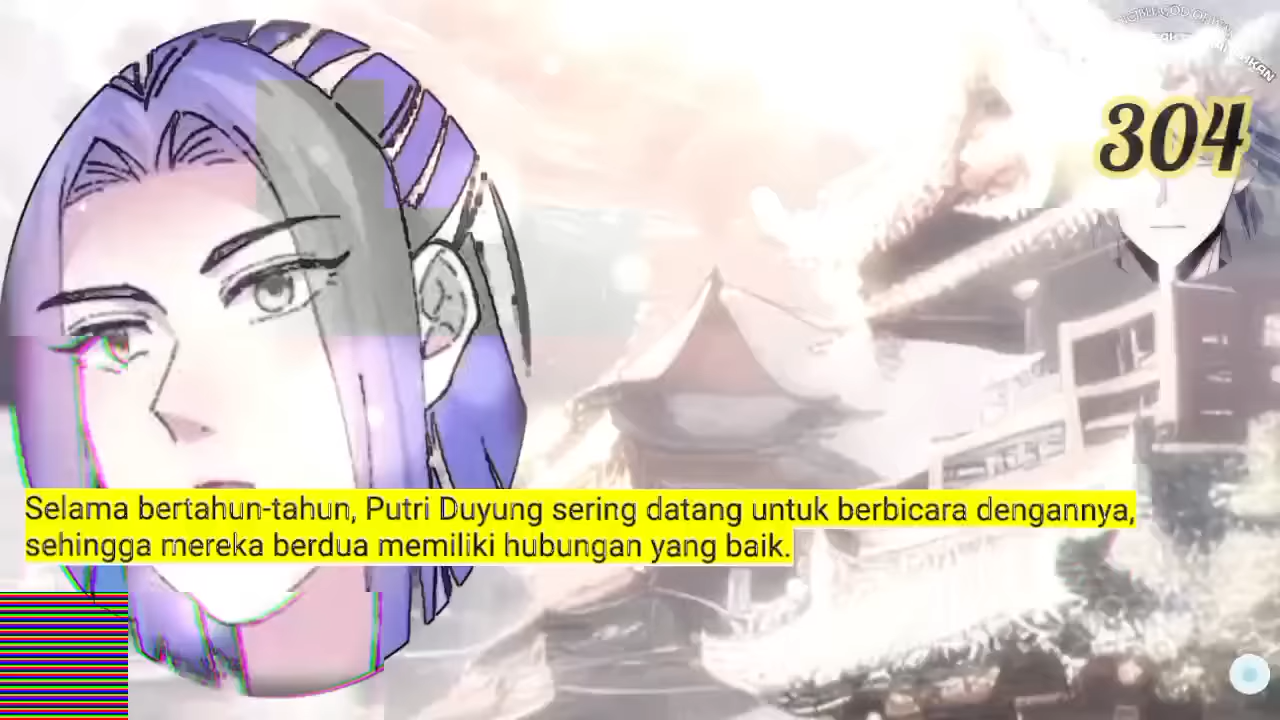 304
Selama bertahun-tahun, Putri Duyung sering datang untuk berbicara dengannya,
sehingga mereka berdua memiliki hubungan yang baik.